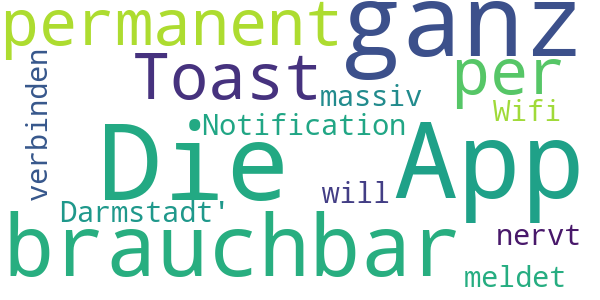 permanent ganz
Toast per
verbinden massiv Wifi
•Notification
Die App
will
Darmstadt'
brauchbar nervt
meldet